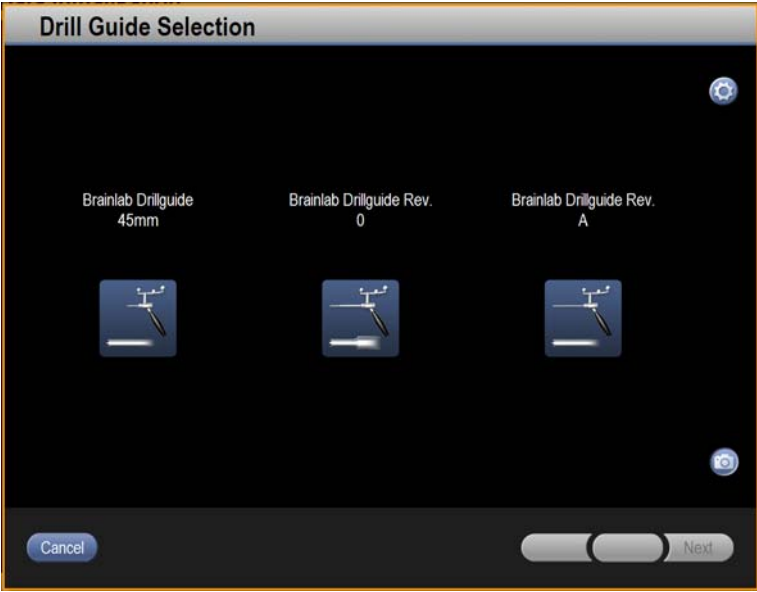 Drill Guide Selection
Brainlab Drillguide
45mm
Brainlab Drillguide Rev.
0
Brainlab Drillguide Rev.
A
Cancel
Next